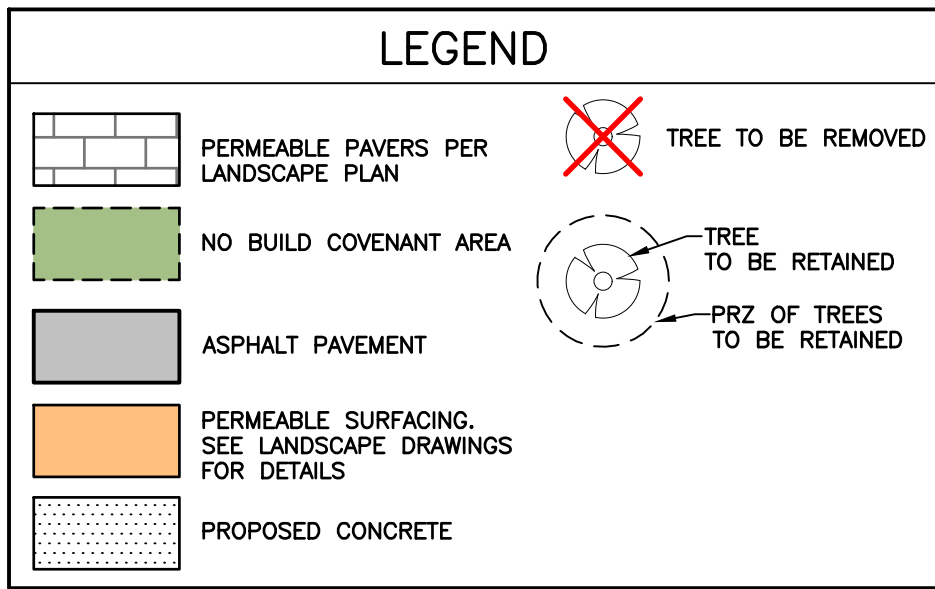 LEGEND
PERMEABLE PAVERS PER
LANDSCAPE PLAN
NO BUILD COVENANT AREA
ASPHALT PAVEMENT
PERMEABLE SURFACING.
SEE LANDSCAPE DRAWINGS
FOR DETAILS
PROPOSED CONCRETE
TREE TO BE REMOVED
TREE
TO BE RETAINED
PRZ OF TREES
TO BE RETAINED